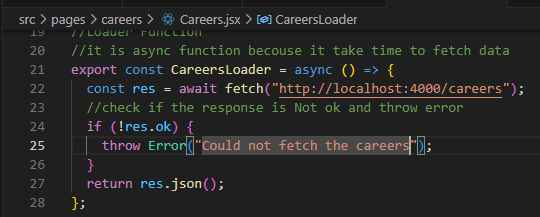 src > pages > careers > Careers.jsx > CareersLoader
19 //Loader Function
20 //it is async function becouse it take time to fetch data
21 export const CareersLoader = async () => {
22 const res = await fetch("http://localhost:4000/careers");
23 //check if the response is Not ok and throw error
24 if (!res.ok) {
25 throw Error("Could not fetch the careers");
26 }
27 return res.json();
28 };